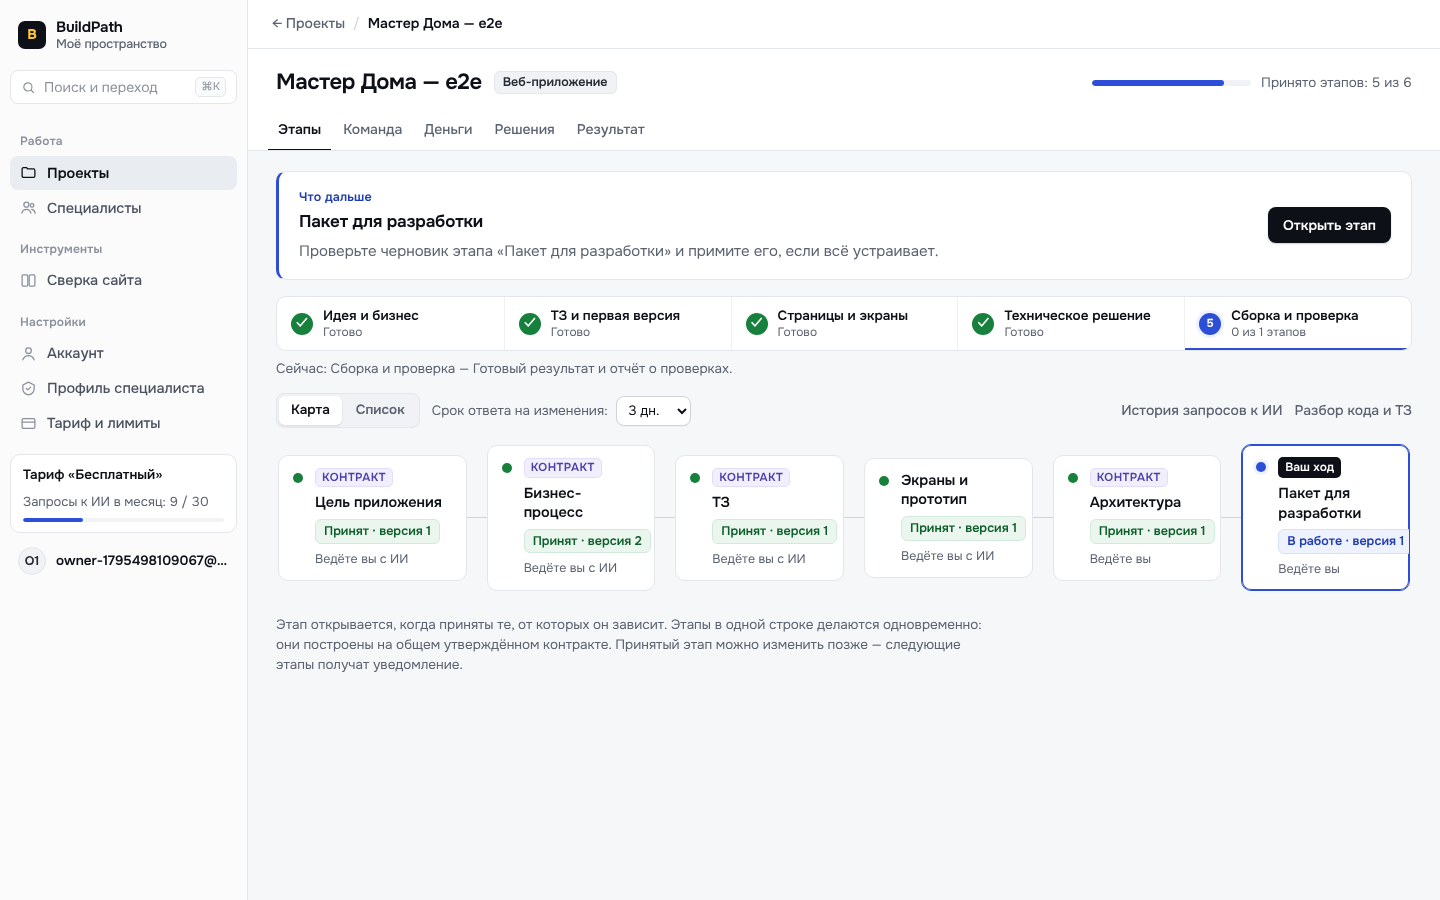 B
BuildPath
Моё пространство
Поиск и переход
⌘K
Работа
Проекты
Специалисты
Инструменты
Сверка сайта
Настройки
Аккаунт
Профиль специалиста
Тариф и лимиты
Тариф «Бесплатный»
Запросы к ИИ в месяц: 9 / 30
O1
owner-1795498109067@...
← Проекты / Мастер Дома — e2e
Мастер Дома — e2e
Веб-приложение
Принято этапов: 5 из 6
Этапы
Команда
Деньги
Решения
Результат
Что дальше
Пакет для разработки
Проверьте черновик этапа «Пакет для разработки» и примите его, если всё устраивает.
Открыть этап
Идея и бизнес
Готово
ТЗ и первая версия
Готово
Страницы и экраны
Готово
Техническое решение
Готово
5
Сборка и проверка
0 из 1 этапов
Сейчас: Сборка и проверка — Готовый результат и отчёт о проверках.
Карта
Список
Срок ответа на изменения:
3 дн.
История запросов к ИИ
Разбор кода и ТЗ
КОНТРАКТ
Цель приложения
Принят · версия 1
Ведёте вы с ИИ
КОНТРАКТ
Бизнес-
процесс
Принят · версия 2
Ведёте вы с ИИ
КОНТРАКТ
ТЗ
Принят · версия 1
Ведёте вы с ИИ
Экраны и
прототип
Принят · версия 1
Ведёте вы с ИИ
КОНТРАКТ
Архитектура
Принят · версия 1
Ведёте вы
Ваш ход
Пакет для
разработки
В работе · версия 1
Ведёте вы
Этап открывается, когда приняты те, от которых он зависит. Этапы в одной строке делаются одновременно:
они построены на общем утверждённом контракте. Принятый этап можно изменить позже — следующие
этапы получат уведомление.